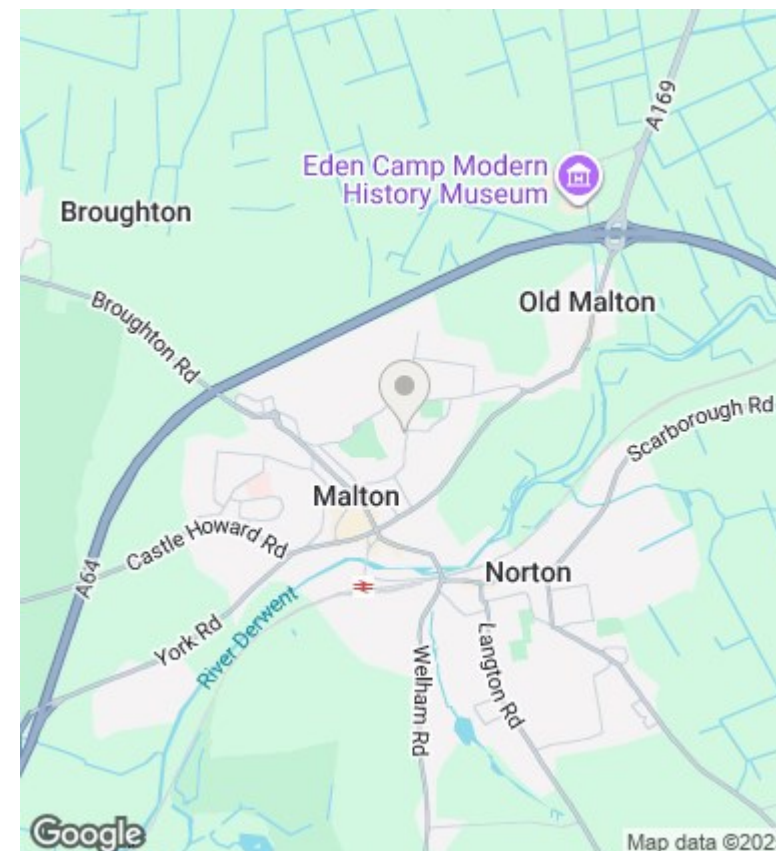 A169
Eden Camp Modern
History Museum
Broughton
Old Malton
Broughton Rd
Scarborough Rd
Malton
Castle Howard Rd
A64
Norton
York Rd
River Derwent
Langton Rd
Welham Rd
Google
Map data ©202